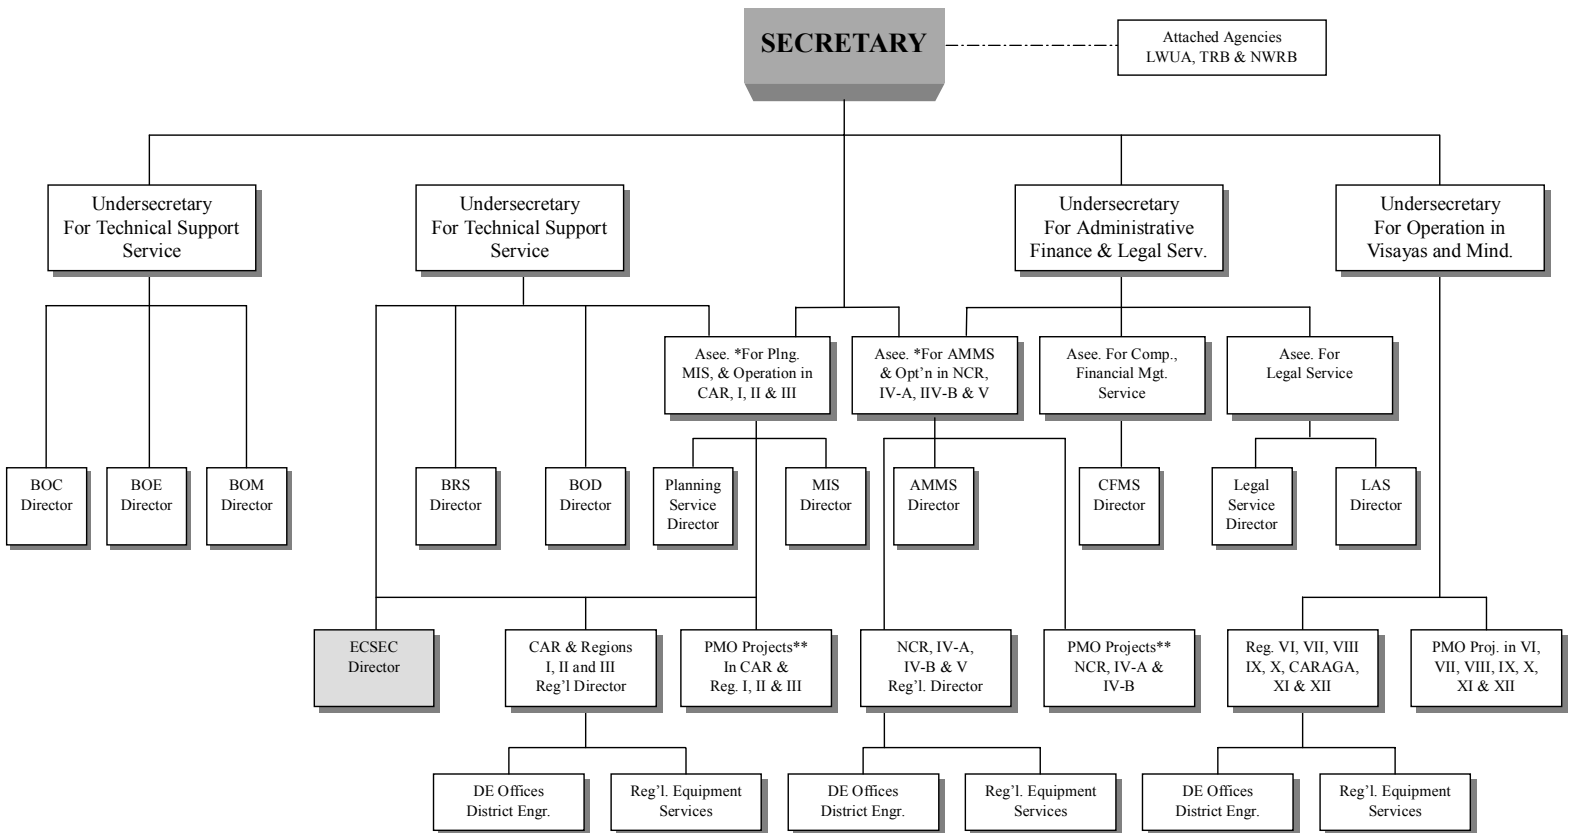 SECRETARY
Attached Agencies
LWUA, TRB & NWRB
Undersecretary
For Technical Support
Service
Undersecretary
For Technical Support
Service
Undersecretary
For Administrative
Finance & Legal Serv.
Undersecretary
For Operation in
Visayas and Mind.
Asee. *For Plng.
MIS, & Operation in
CAR, I, II & III
Asee. *For AMMS
& Opt’n in NCR,
IV-A, IIV-B & V
Asee. For Comp.,
Financial Mgt.
Service
Asee. For
Legal Service
BOC
Director
BOE
Director
BOM
Director
BRS
Director
BOD
Director
Planning
Service
Director
MIS
Director
AMMS
Director
CFMS
Director
Legal
Service
Director
LAS
Director
ECSEC
Director
CAR & Regions
I, II and III
Reg’l Director
PMO Projects**
In CAR &
Reg. I, II & III
NCR, IV-A,
IV-B & V
Reg’l. Director
PMO Projects**
NCR, IV-A &
IV-B
Reg. VI, VII, VIII
IX, X, CARAGA,
XI & XII
PMO Proj. in VI,
VII, VIII, IX, X,
XI & XII
DE Offices
District Engr.
Reg’l. Equipment
Services
DE Offices
District Engr.
Reg’l. Equipment
Services
DE Offices
District Engr.
Reg’l. Equipment
Services